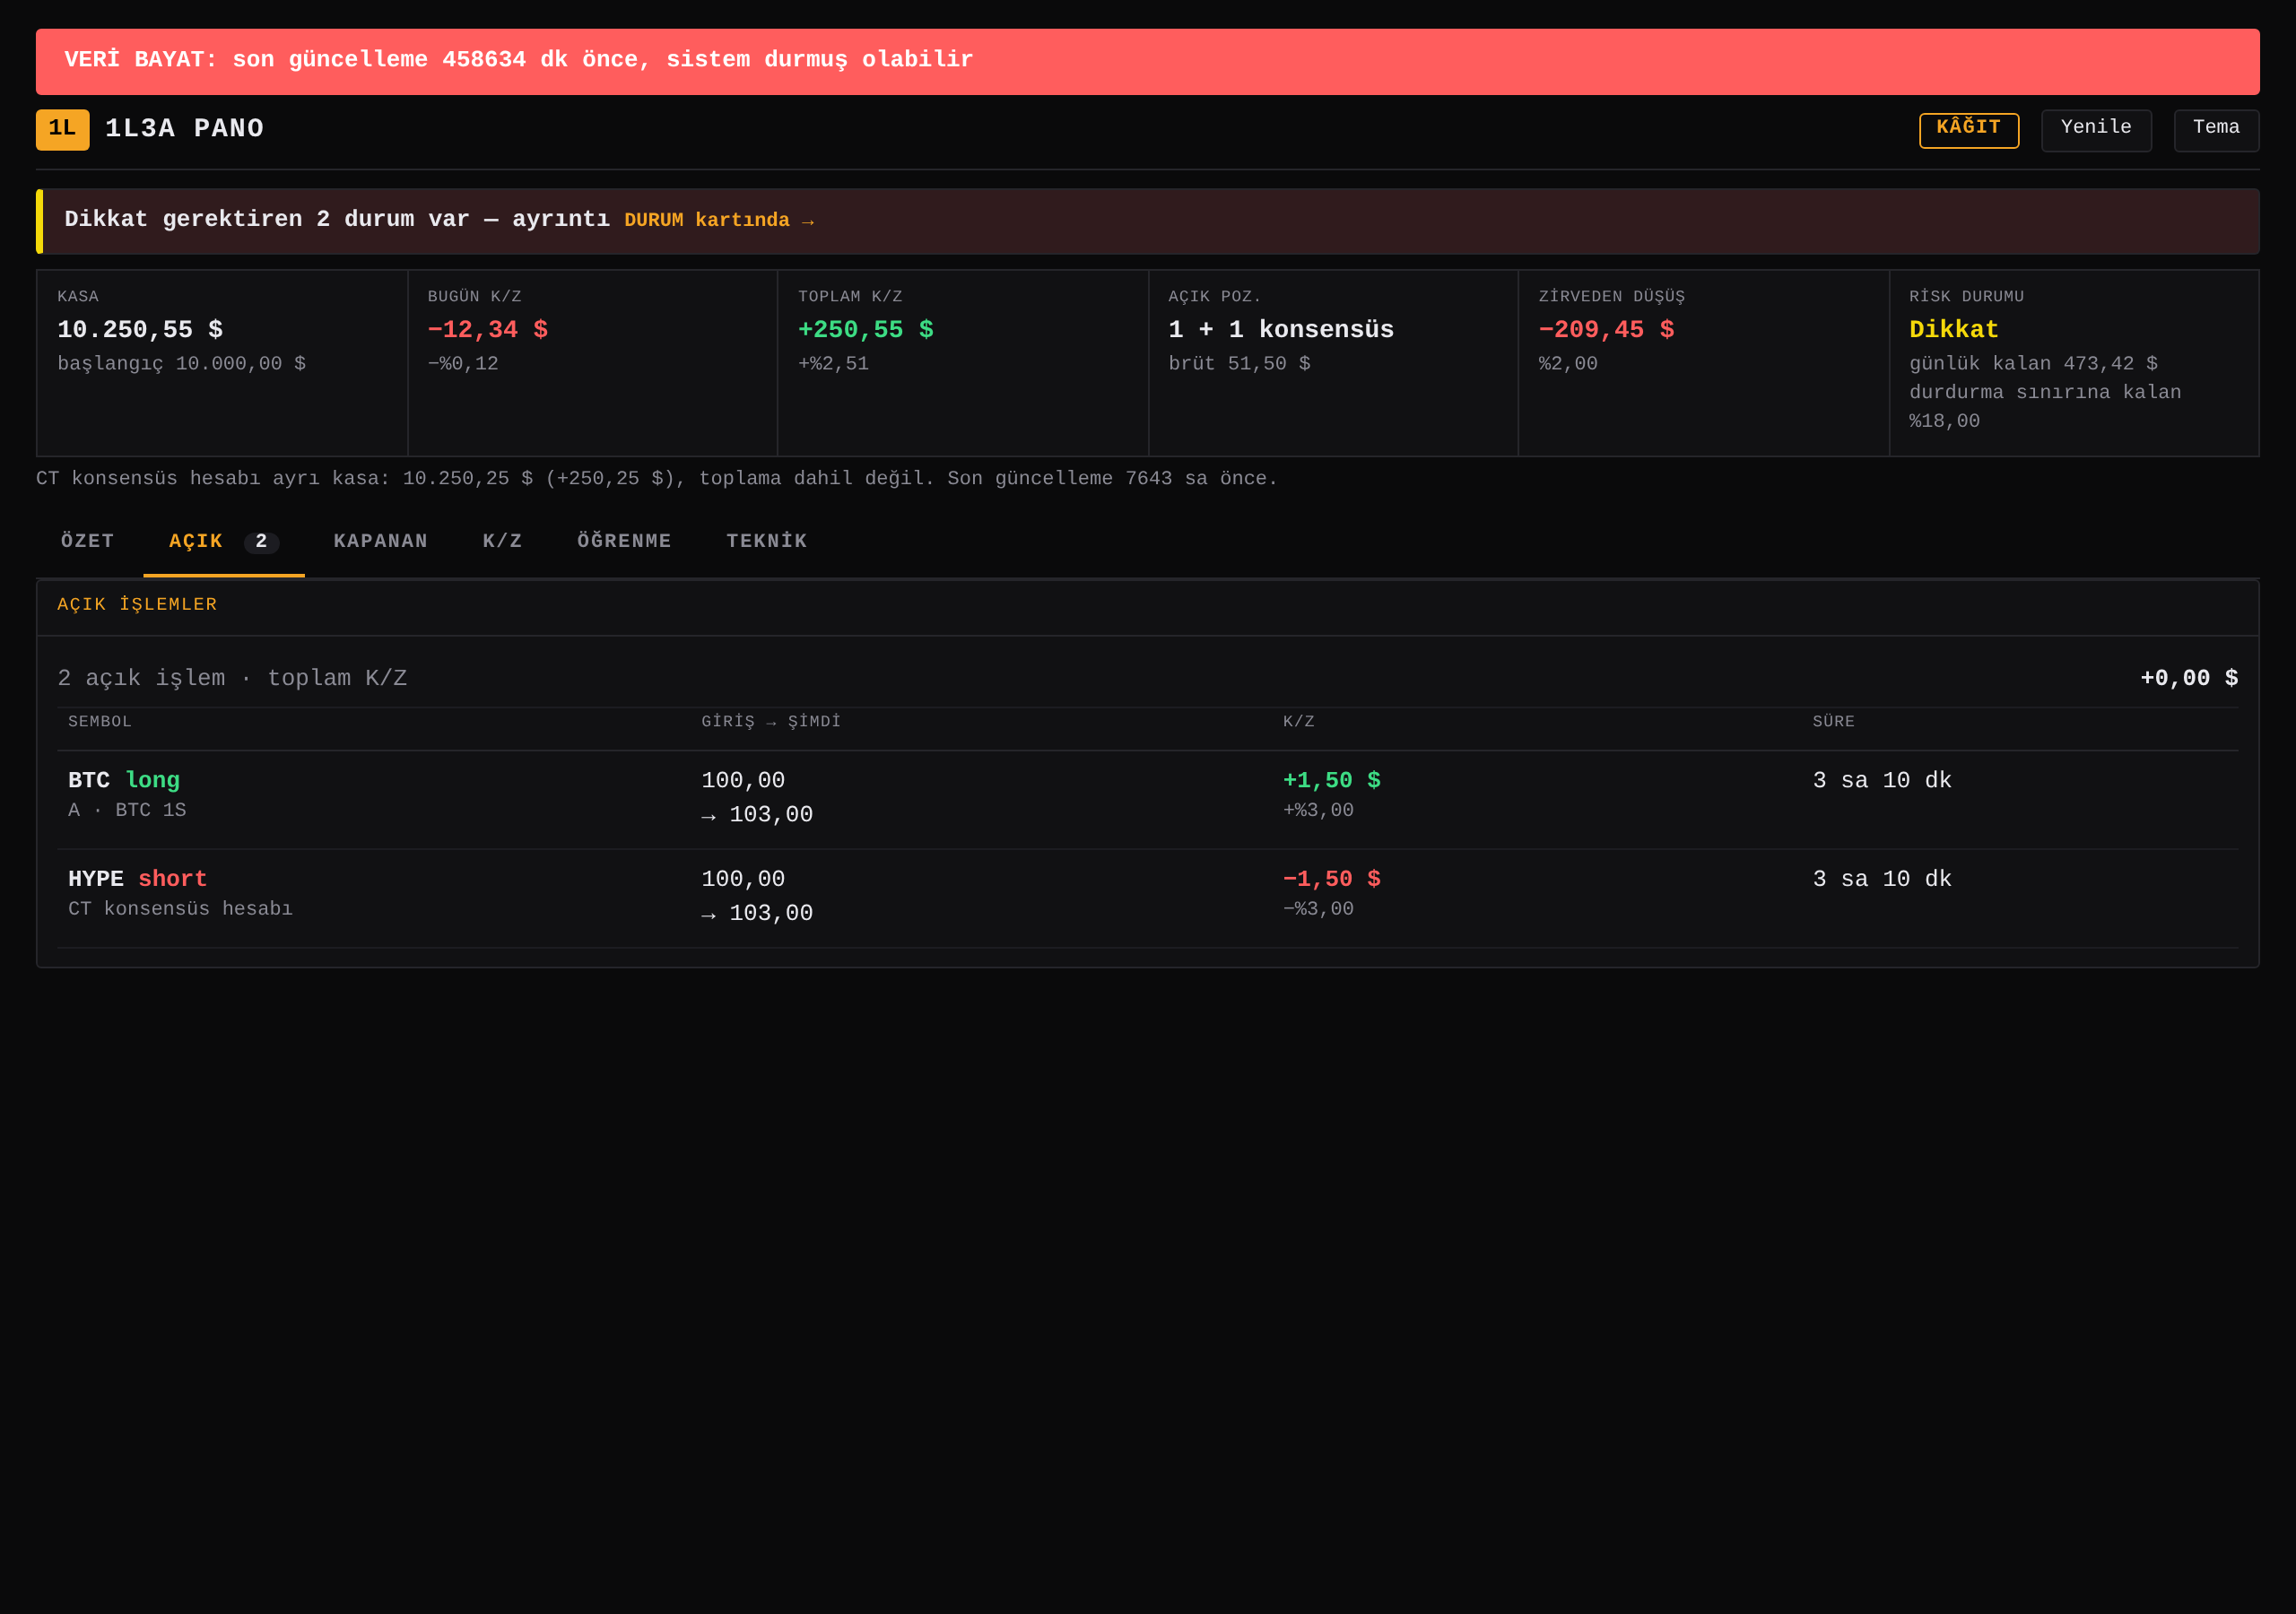 VERİ BAYAT: son güncelleme 458634 dk önce, sistem durmuş olabilir
1L 1L3A PANO KÂĞIT Yenile Tema
Dikkat gerektiren 2 durum var — ayrıntı DURUM kartında →
KASA
10.250,55 $
başlangıç 10.000,00 $
BUGÜN K/Z
−12,34 $
−%0,12
TOPLAM K/Z
+250,55 $
+%2,51
AÇIK POZ.
1 + 1 konsensüs
brüt 51,50 $
ZİRVEDEN DÜŞÜŞ
−209,45 $
%2,00
RİSK DURUMU
Dikkat
günlük kalan 473,42 $
durdurma sınırına kalan
%18,00
CT konsensüs hesabı ayrı kasa: 10.250,25 $ (+250,25 $), toplama dahil değil. Son güncelleme 7643 sa önce.
ÖZET AÇIK 2 KAPANAN K/Z ÖĞRENME TEKNİK
AÇIK İŞLEMLER
2 açık işlem · toplam K/Z +0,00 $
SEMBOL GİRİŞ → ŞİMDİ K/Z SÜRE
BTC long 100,00 +1,50 $ 3 sa 10 dk
A · BTC 1S → 103,00 +%3,00
HYPE short 100,00 −1,50 $ 3 sa 10 dk
CT konsensüs hesabı → 103,00 −%3,00